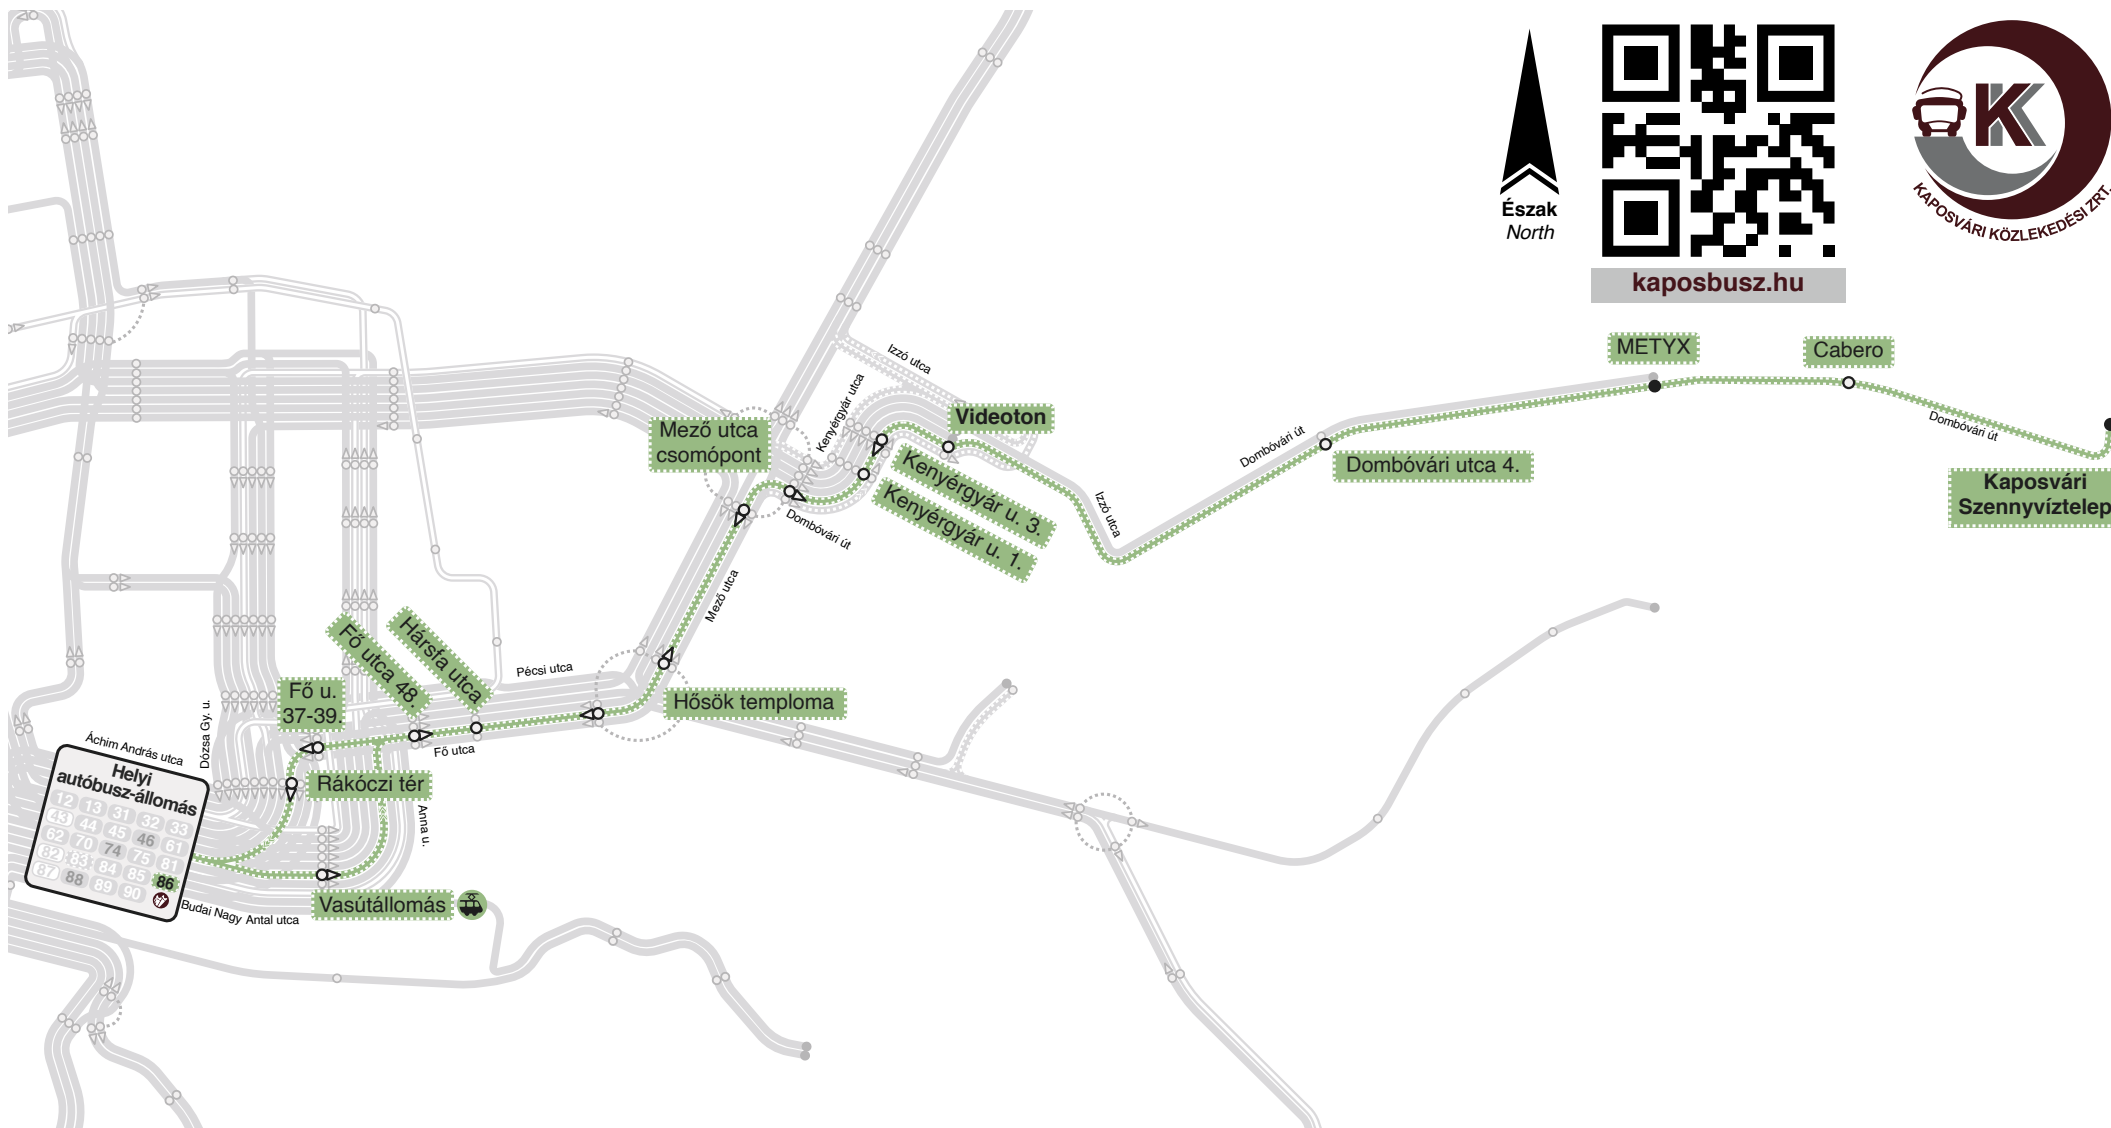 Észak
North
kaposbusz.hu
KK
KAPOSVÁRI KÖZLEKEDÉSI ZRT.
METYX
Cabero
Dombóvári út
Kaposvári
Szennyvíztelep
Dombóvári út
Dombóvári utca 4.
Izzó utca
Izzó utca
Kenyérgyár utca
Videoton
Mező utca
csomópont
Kenyérgyár u. 3.
Kenyérgyár u. 1.
Dombóvári út
Mező utca
Hársfa utca
Fő utca 48.
Pécsi utca
Fő u.
37-39.
Hősök temploma
Fő utca
Dózsa Gy. u.
Áchim András utca
Helyi
autóbusz-állomás
12 13 31 32 33
43 44 45 46 61
62 70 74 75 81
82 83 84 85 86
87 88 89 90
Rákóczi tér
Anna u.
Vasútállomás
Budai Nagy Antal utca